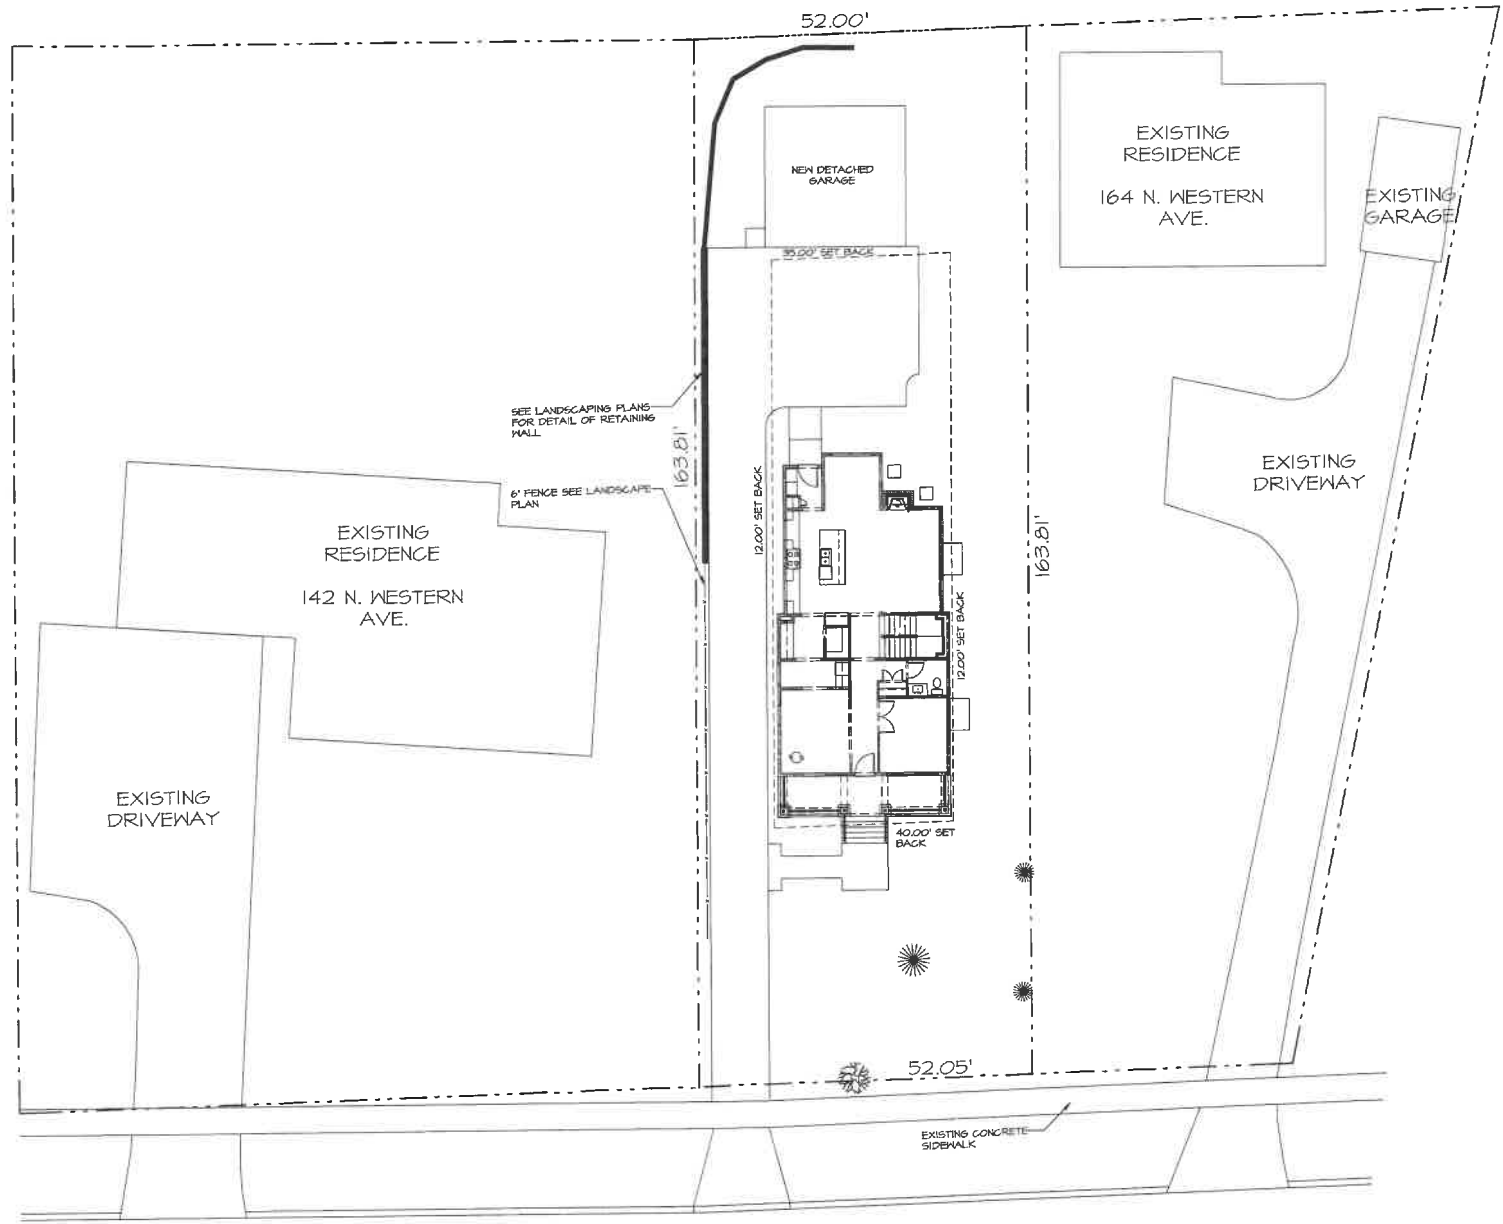 52.00'
EXISTING
RESIDENCE
164 N. WESTERN
AVE.
NEW DETACHED
GARAGE
EXISTING
GARAGE
35.00' SET BACK
SEE LANDSCAPING PLANS
FOR DETAIL OF RETAINING
WALL
163.81'
6' FENCE SEE LANDSCAPE
PLAN
12.00' SET BACK
EXISTING
DRIVEWAY
EXISTING
RESIDENCE
142 N. WESTERN
AVE.
163.81'
12.00' SET BACK
EXISTING
DRIVEWAY
40.00' SET
BACK
52.05'
EXISTING CONCRETE
SIDEWALK